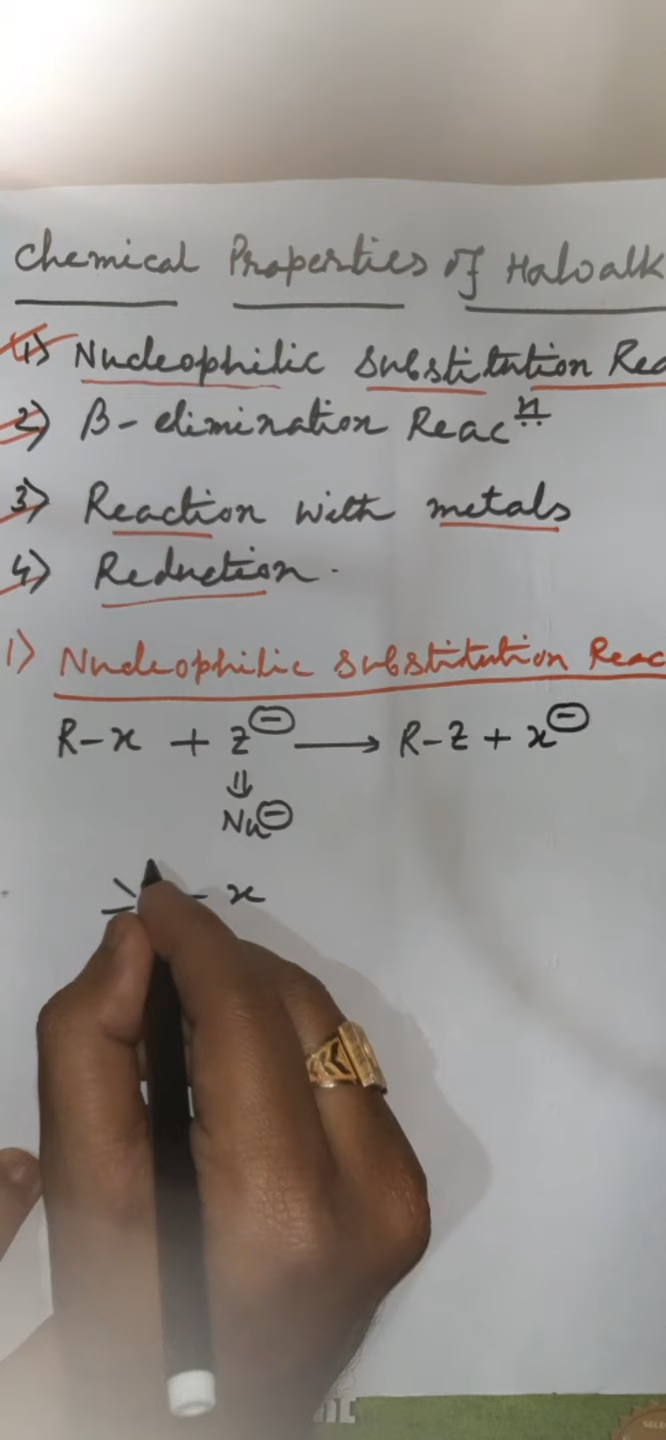 Chemical Properties of Haloalk
1) Nucleophilic Substitution Rea
2) β-elimination Reacⁿ
3) Reaction with metals
4) Reduction.
1) Nucleophilic Substitution Reac
R-x + z⊖ ⟶ R-z + x⊖
⇓
Nu⊖
- x